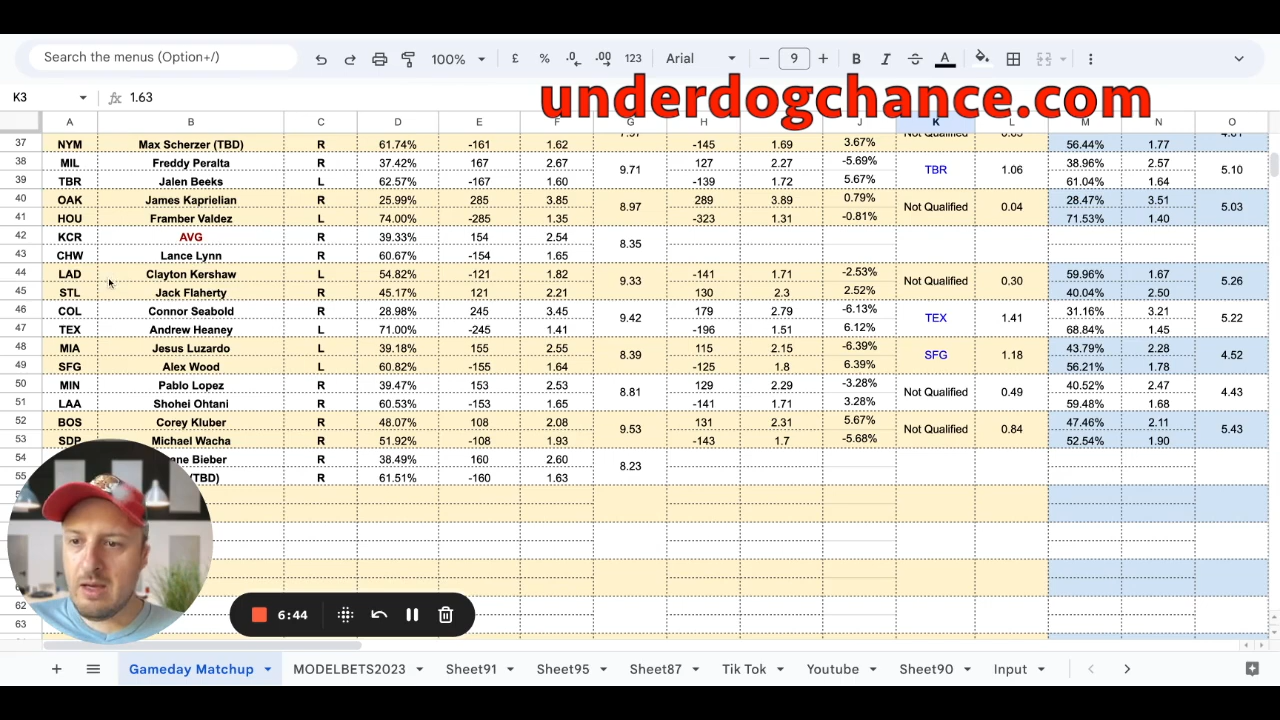 Search the menus (Option+/) 100% £ % .0 .00 123 Arial 9 B I S A
underdogchance.com
K3 fx 1.63
A B C D E F G H I J K L M N O
37 NYM Max Scherzer (TBD) R 61.74% -161 1.62 -145 1.69 3.67% Not Qualified 56.44% 1.77
38 MIL Freddy Peralta R 37.42% 167 2.67 9.71 127 2.27 -5.69% TBR 1.06 38.96% 2.57 5.10
39 TBR Jalen Beeks L 62.57% -167 1.60 -139 1.72 5.67% 61.04% 1.64
40 OAK James Kaprielian R 25.99% 285 3.85 8.97 289 3.89 0.79% Not Qualified 0.04 28.47% 3.51 5.03
41 HOU Framber Valdez L 74.00% -285 1.35 -323 1.31 -0.81% 71.53% 1.40
42 KCR AVG R 39.33% 154 2.54 8.35
43 CHW Lance Lynn R 60.67% -154 1.65
44 LAD Clayton Kershaw L 54.82% -121 1.82 9.33 -141 1.71 -2.53% Not Qualified 0.30 59.96% 1.67 5.26
45 STL Jack Flaherty R 45.17% 121 2.21 130 2.3 2.52% 40.04% 2.50
46 COL Connor Seabold R 28.98% 245 3.45 9.42 179 2.79 -6.13% TEX 1.41 31.16% 3.21 5.22
47 TEX Andrew Heaney L 71.00% -245 1.41 -196 1.51 6.12% 68.84% 1.45
48 MIA Jesus Luzardo L 39.18% 155 2.55 8.39 115 2.15 -6.39% SFG 1.18 43.79% 2.28 4.52
49 SFG Alex Wood L 60.82% -155 1.64 -125 1.8 6.39% 56.21% 1.78
50 MIN Pablo Lopez R 39.47% 153 2.53 8.81 129 2.29 -3.28% Not Qualified 0.49 40.52% 2.47 4.43
51 LAA Shohei Ohtani R 60.53% -153 1.65 -141 1.71 3.28% 59.48% 1.68
52 BOS Corey Kluber R 48.07% 108 2.08 9.53 131 2.31 5.67% Not Qualified 0.84 47.46% 2.11 5.43
53 SDP Michael Wacha R 51.92% -108 1.93 -143 1.7 -5.68% 52.54% 1.90
54 Bieber R 38.49% 160 2.60 8.23
55 (TBD) R 61.51% -160 1.63
62
63
6:44
Gameday Matchup MODELBETS2023 Sheet91 Sheet95 Sheet87 Tik Tok Youtube Sheet90 Input